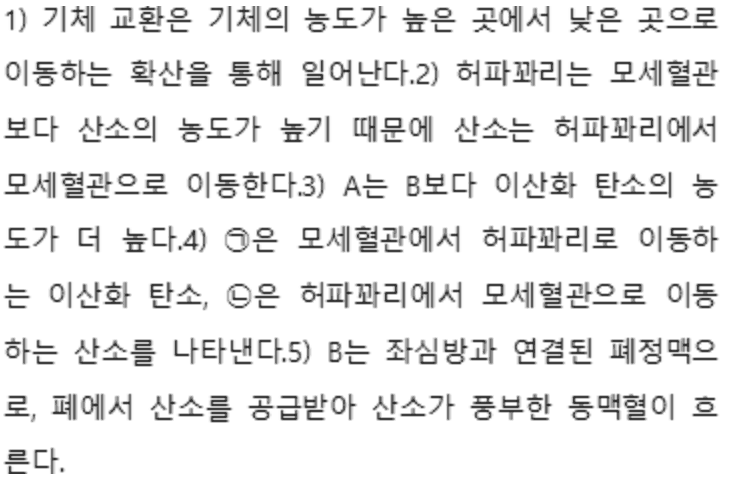 1) 기체 교환은 기체의 농도가 높은 곳에서 낮은 곳으로
이동하는 확산을 통해 일어난다.2) 허파꽈리는 모세혈관
보다 산소의 농도가 높기 때문에 산소는 허파꽈리에서
모세혈관으로 이동한다.3) A는 B보다 이산화 탄소의 농
도가 더 높다.4) ㉠은 모세혈관에서 허파꽈리로 이동하
는 이산화 탄소, ㉡은 허파꽈리에서 모세혈관으로 이동
하는 산소를 나타낸다.5) B는 좌심방과 연결된 폐정맥으
로, 폐에서 산소를 공급받아 산소가 풍부한 동맥혈이 흐
른다.